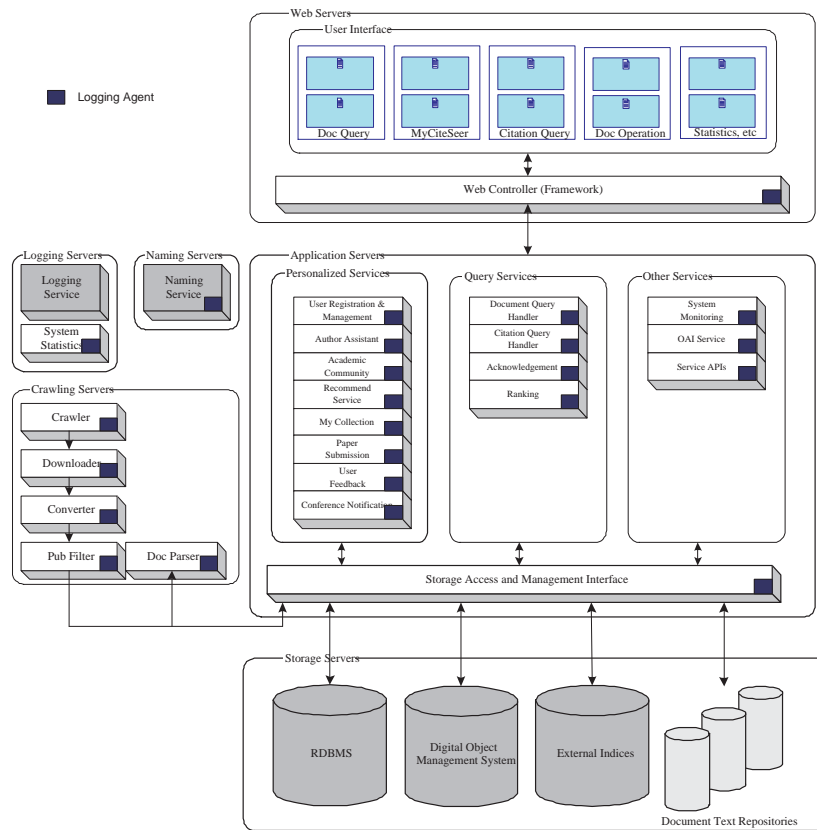 Web Servers
User Interface
Doc Query
MyCiteSeer
Citation Query
Doc Operation
Statistics, etc
Logging Agent
Web Controller (Framework)
Logging Servers
Logging
Service
System
Statistics
Naming Servers
Naming
Service
Application Servers
Personalized Services
User Registration &
Management
Author Assistant
Academic
Community
Recommend
Service
My Collection
Paper
Submission
User
Feedback
Conference Notification
Query Services
Document Query
Handler
Citation Query
Handler
Acknowledgement
Ranking
Other Services
System
Monitoring
OAI Service
Service APIs
Crawling Servers
Crawler
Downloader
Converter
Pub Filter
Doc Parser
Storage Access and Management Interface
Storage Servers
RDBMS
Digital Object
Management System
External Indices
Document Text Repositories